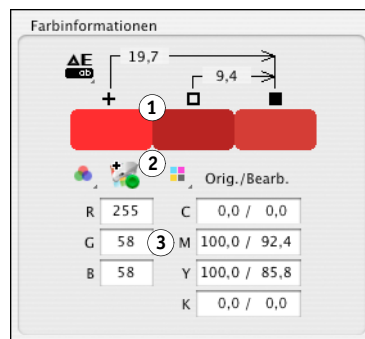 Farbinformationen
ΔE
ab
19,7
9,4
1
2
Orig./Bearb.
R 255 C 0,0 / 0,0
G 58 3 M 100,0 / 92,4
B 58 Y 100,0 / 85,8
K 0,0 / 0,0